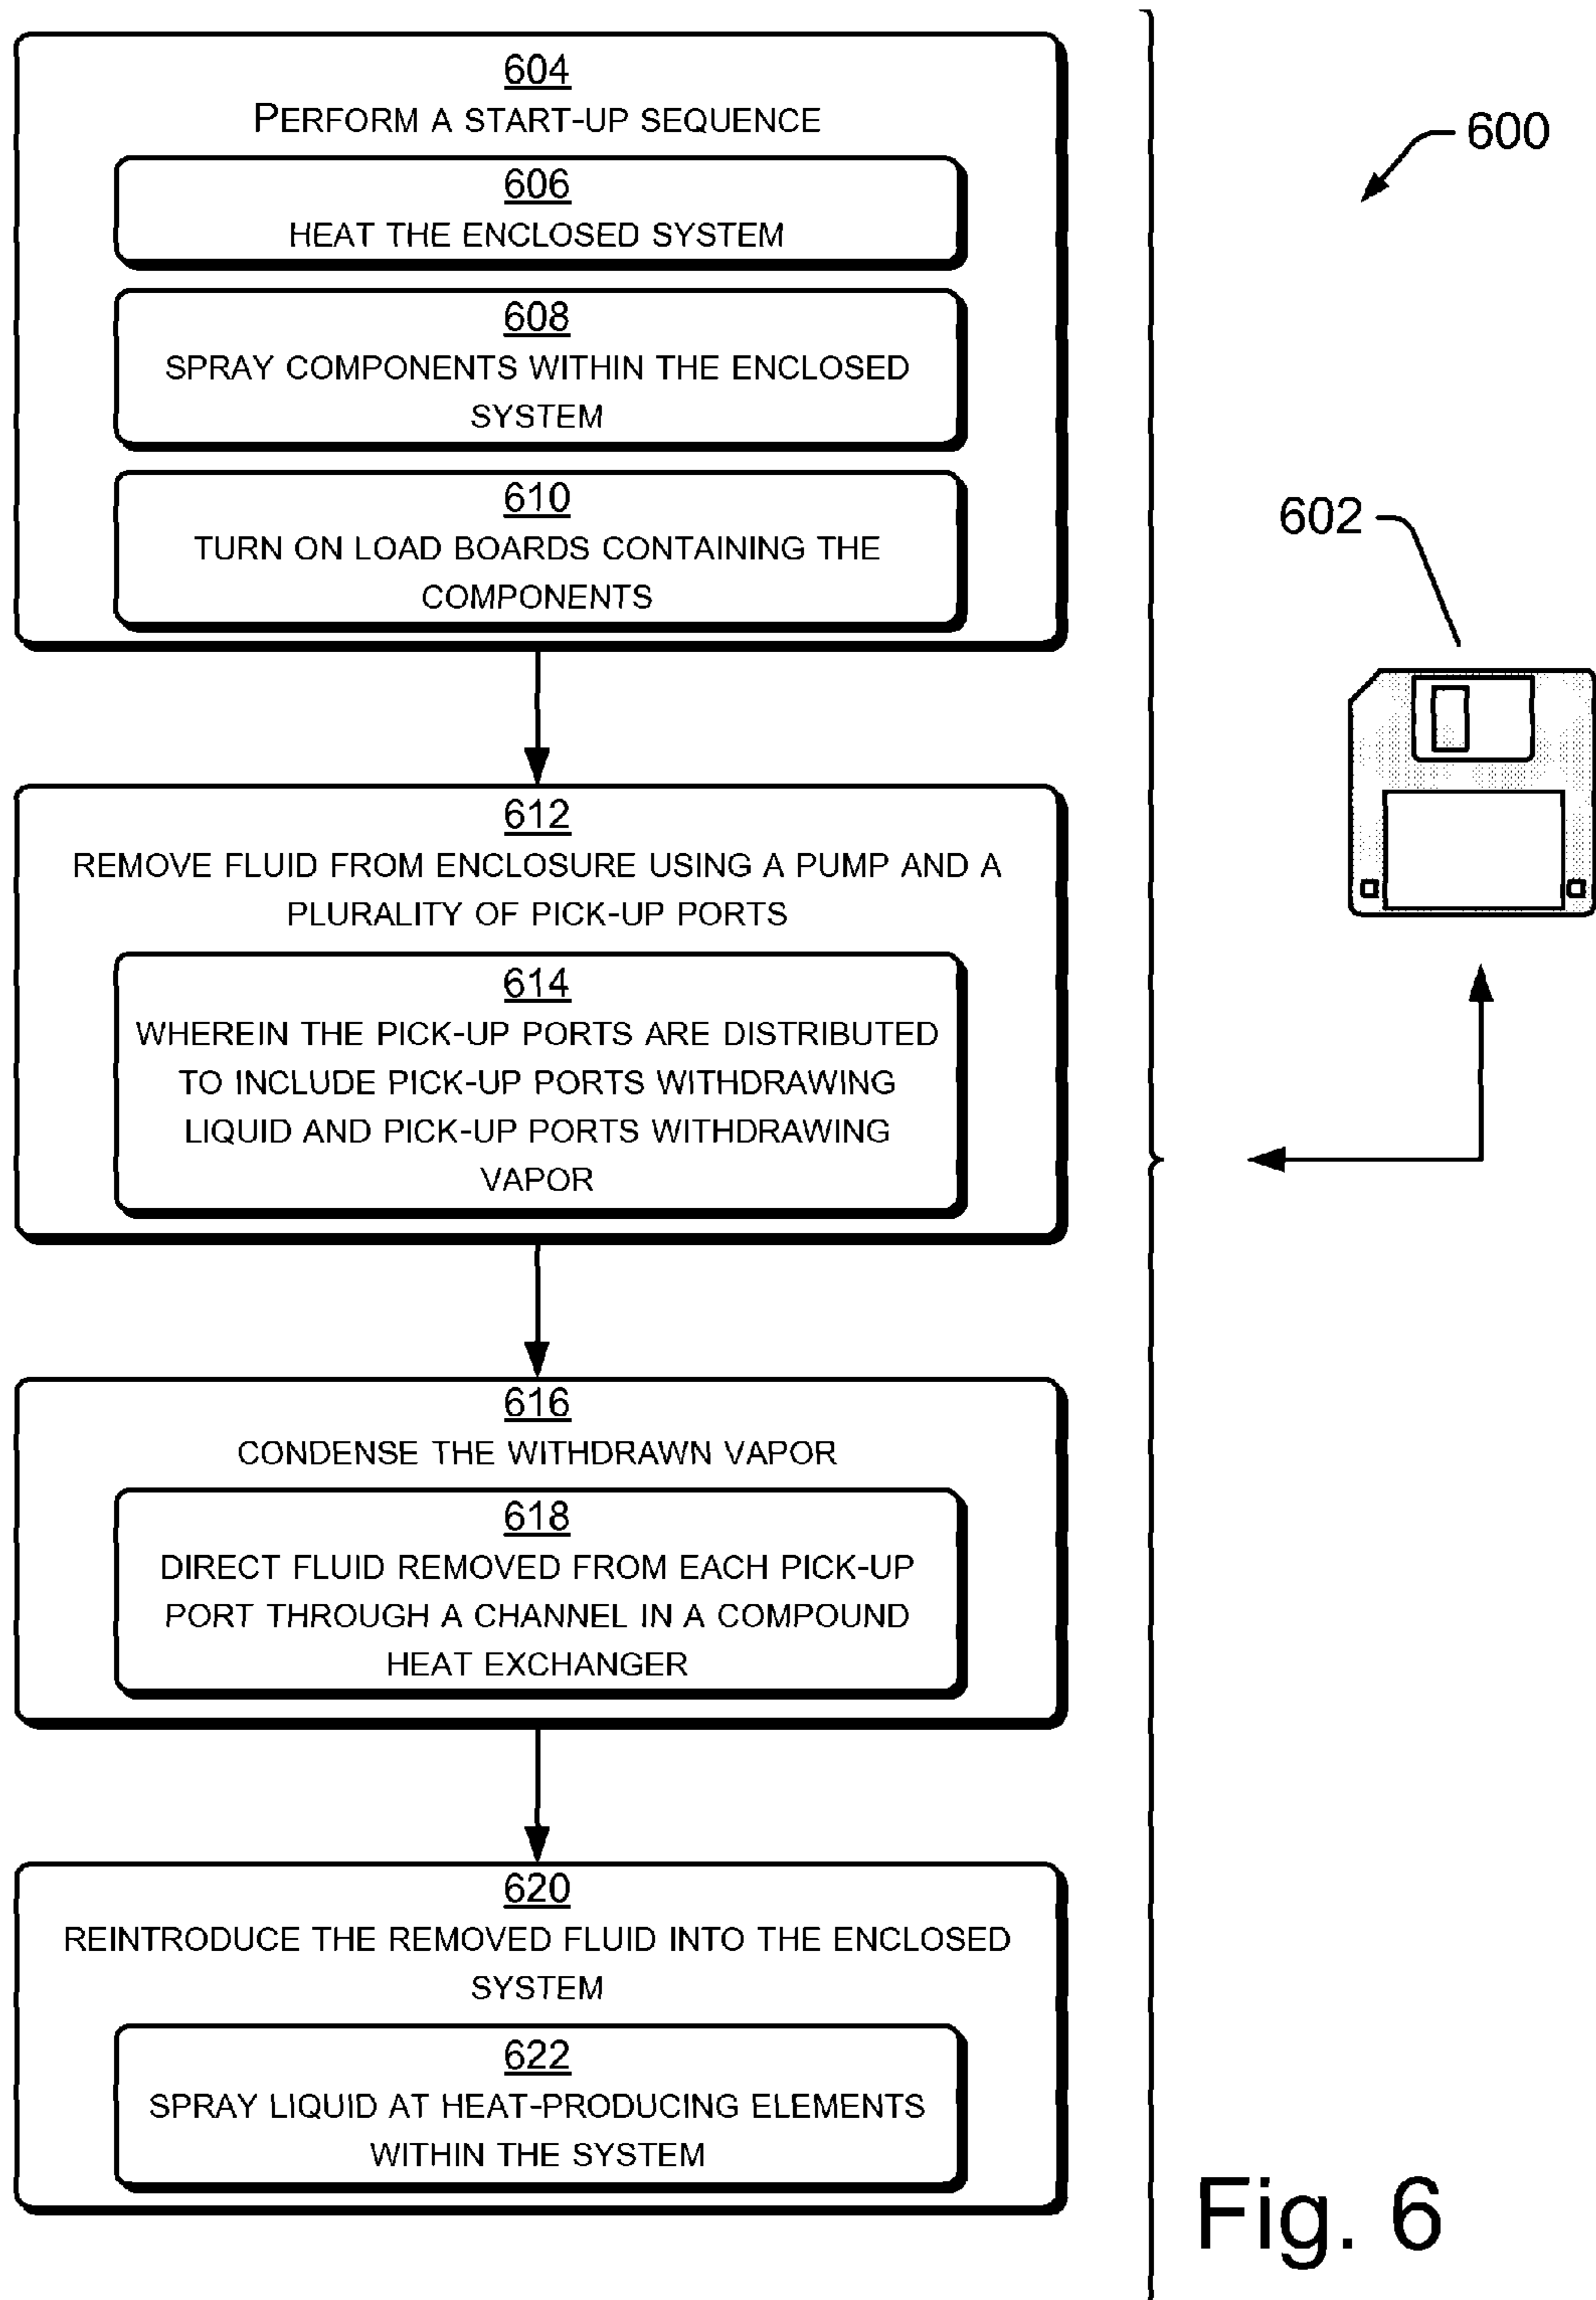 604
PERFORM A START-UP SEQUENCE
606
HEAT THE ENCLOSED SYSTEM
608
SPRAY COMPONENTS WITHIN THE ENCLOSED
SYSTEM
610
TURN ON LOAD BOARDS CONTAINING THE
COMPONENTS
612
REMOVE FLUID FROM ENCLOSURE USING A PUMP AND A
PLURALITY OF PICK-UP PORTS
614
WHEREIN THE PICK-UP PORTS ARE DISTRIBUTED
TO INCLUDE PICK-UP PORTS WITHDRAWING
LIQUID AND PICK-UP PORTS WITHDRAWING
VAPOR
616
CONDENSE THE WITHDRAWN VAPOR
618
DIRECT FLUID REMOVED FROM EACH PICK-UP
PORT THROUGH A CHANNEL IN A COMPOUND
HEAT EXCHANGER
620
REINTRODUCE THE REMOVED FLUID INTO THE ENCLOSED
SYSTEM
622
SPRAY LIQUID AT HEAT-PRODUCING ELEMENTS
WITHIN THE SYSTEM
600
602
Fig. 6